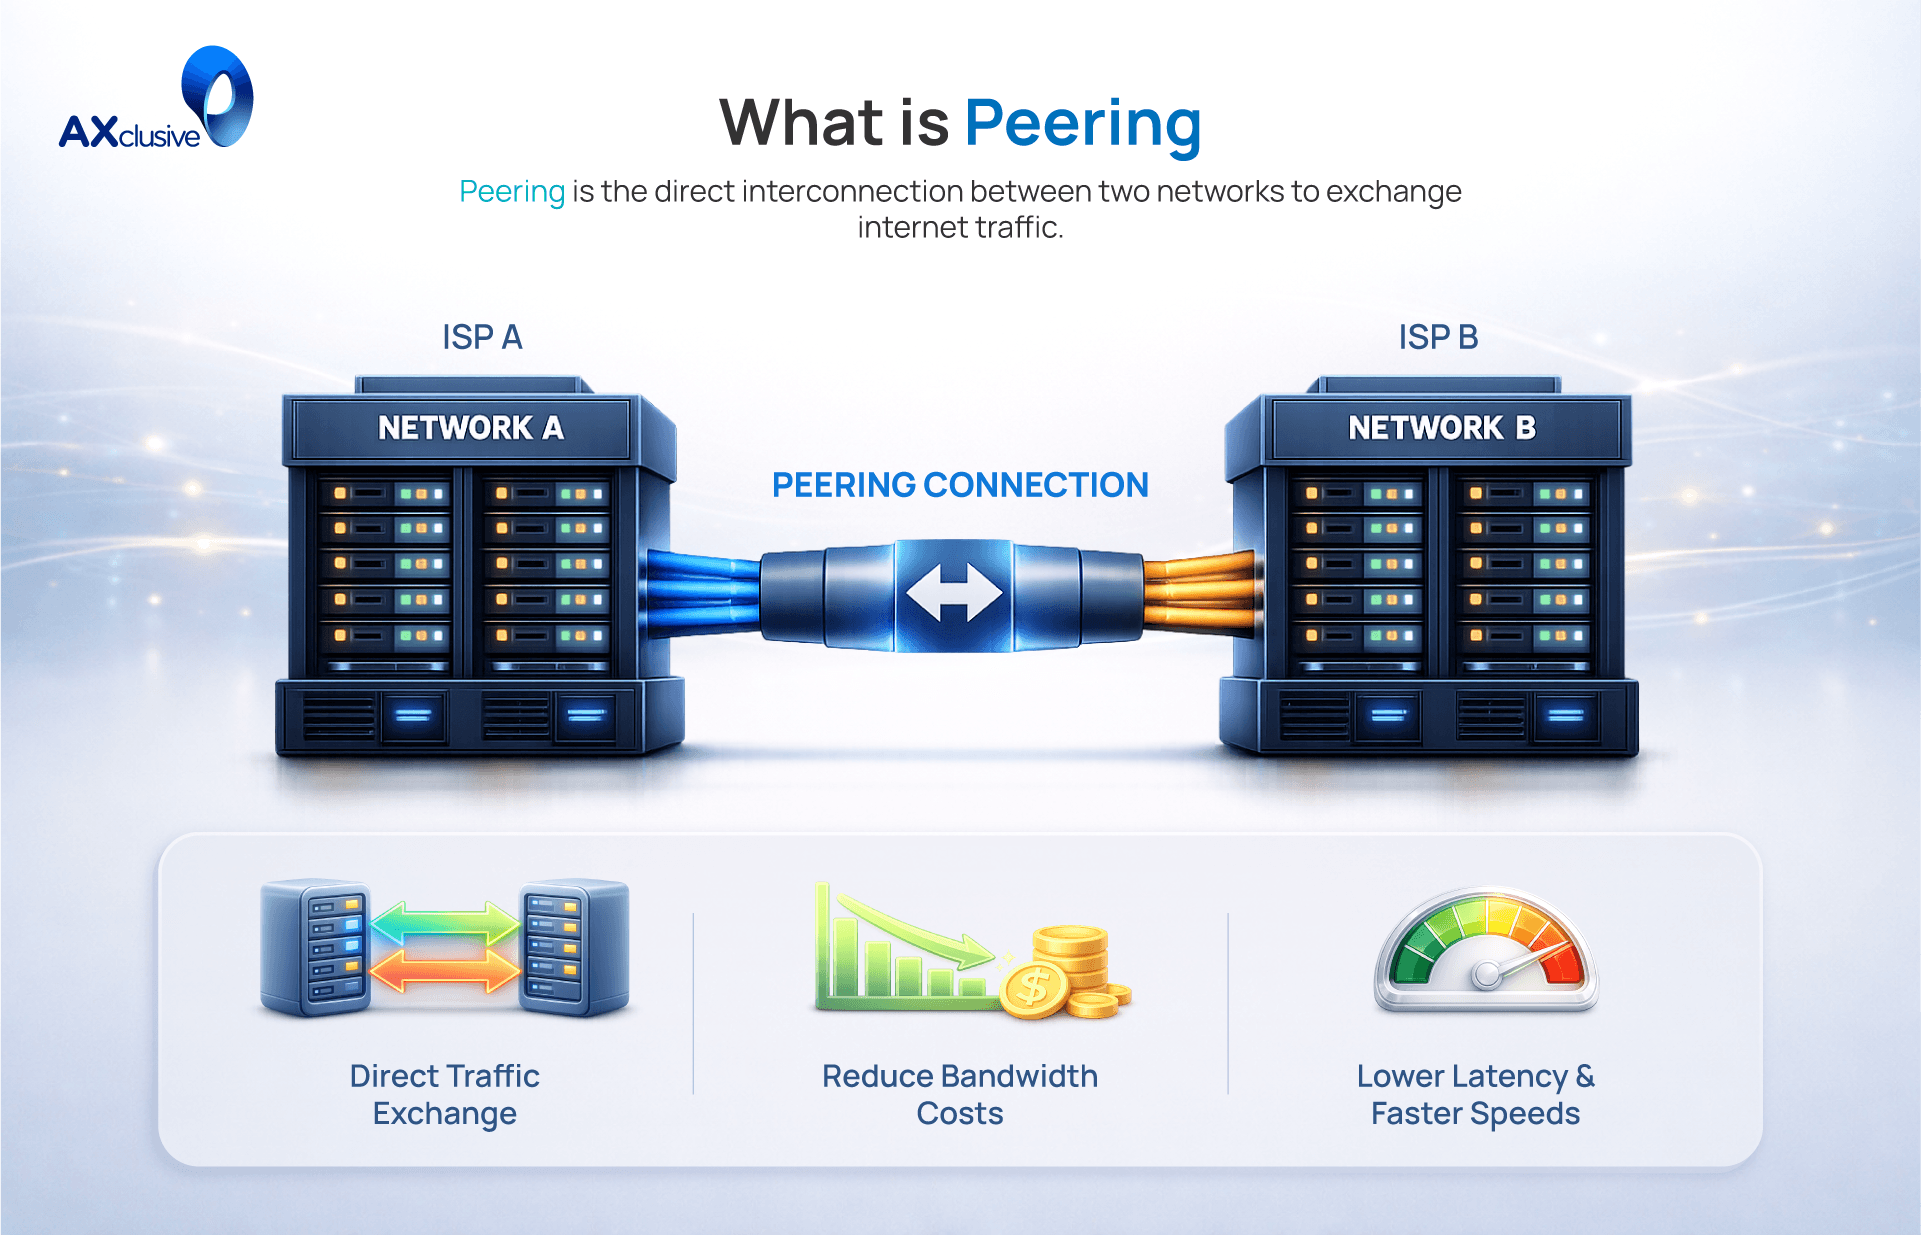 AXclusive
What is Peering
Peering is the direct interconnection between two networks to exchange
internet traffic.
ISP A
ISP B
NETWORK A
NETWORK B
PEERING CONNECTION
$
Direct Traffic
Exchange
Reduce Bandwidth
Costs
Lower Latency &
Faster Speeds